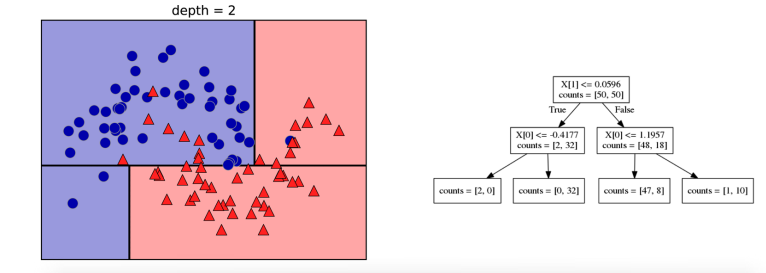 depth = 2
X[1] <= 0.0596
counts = [50, 50]
True
False
X[0] <= -0.4177
counts = [2, 32]
X[0] <= 1.1957
counts = [48, 18]
counts = [2, 0]
counts = [0, 32]
counts = [47, 8]
counts = [1, 10]